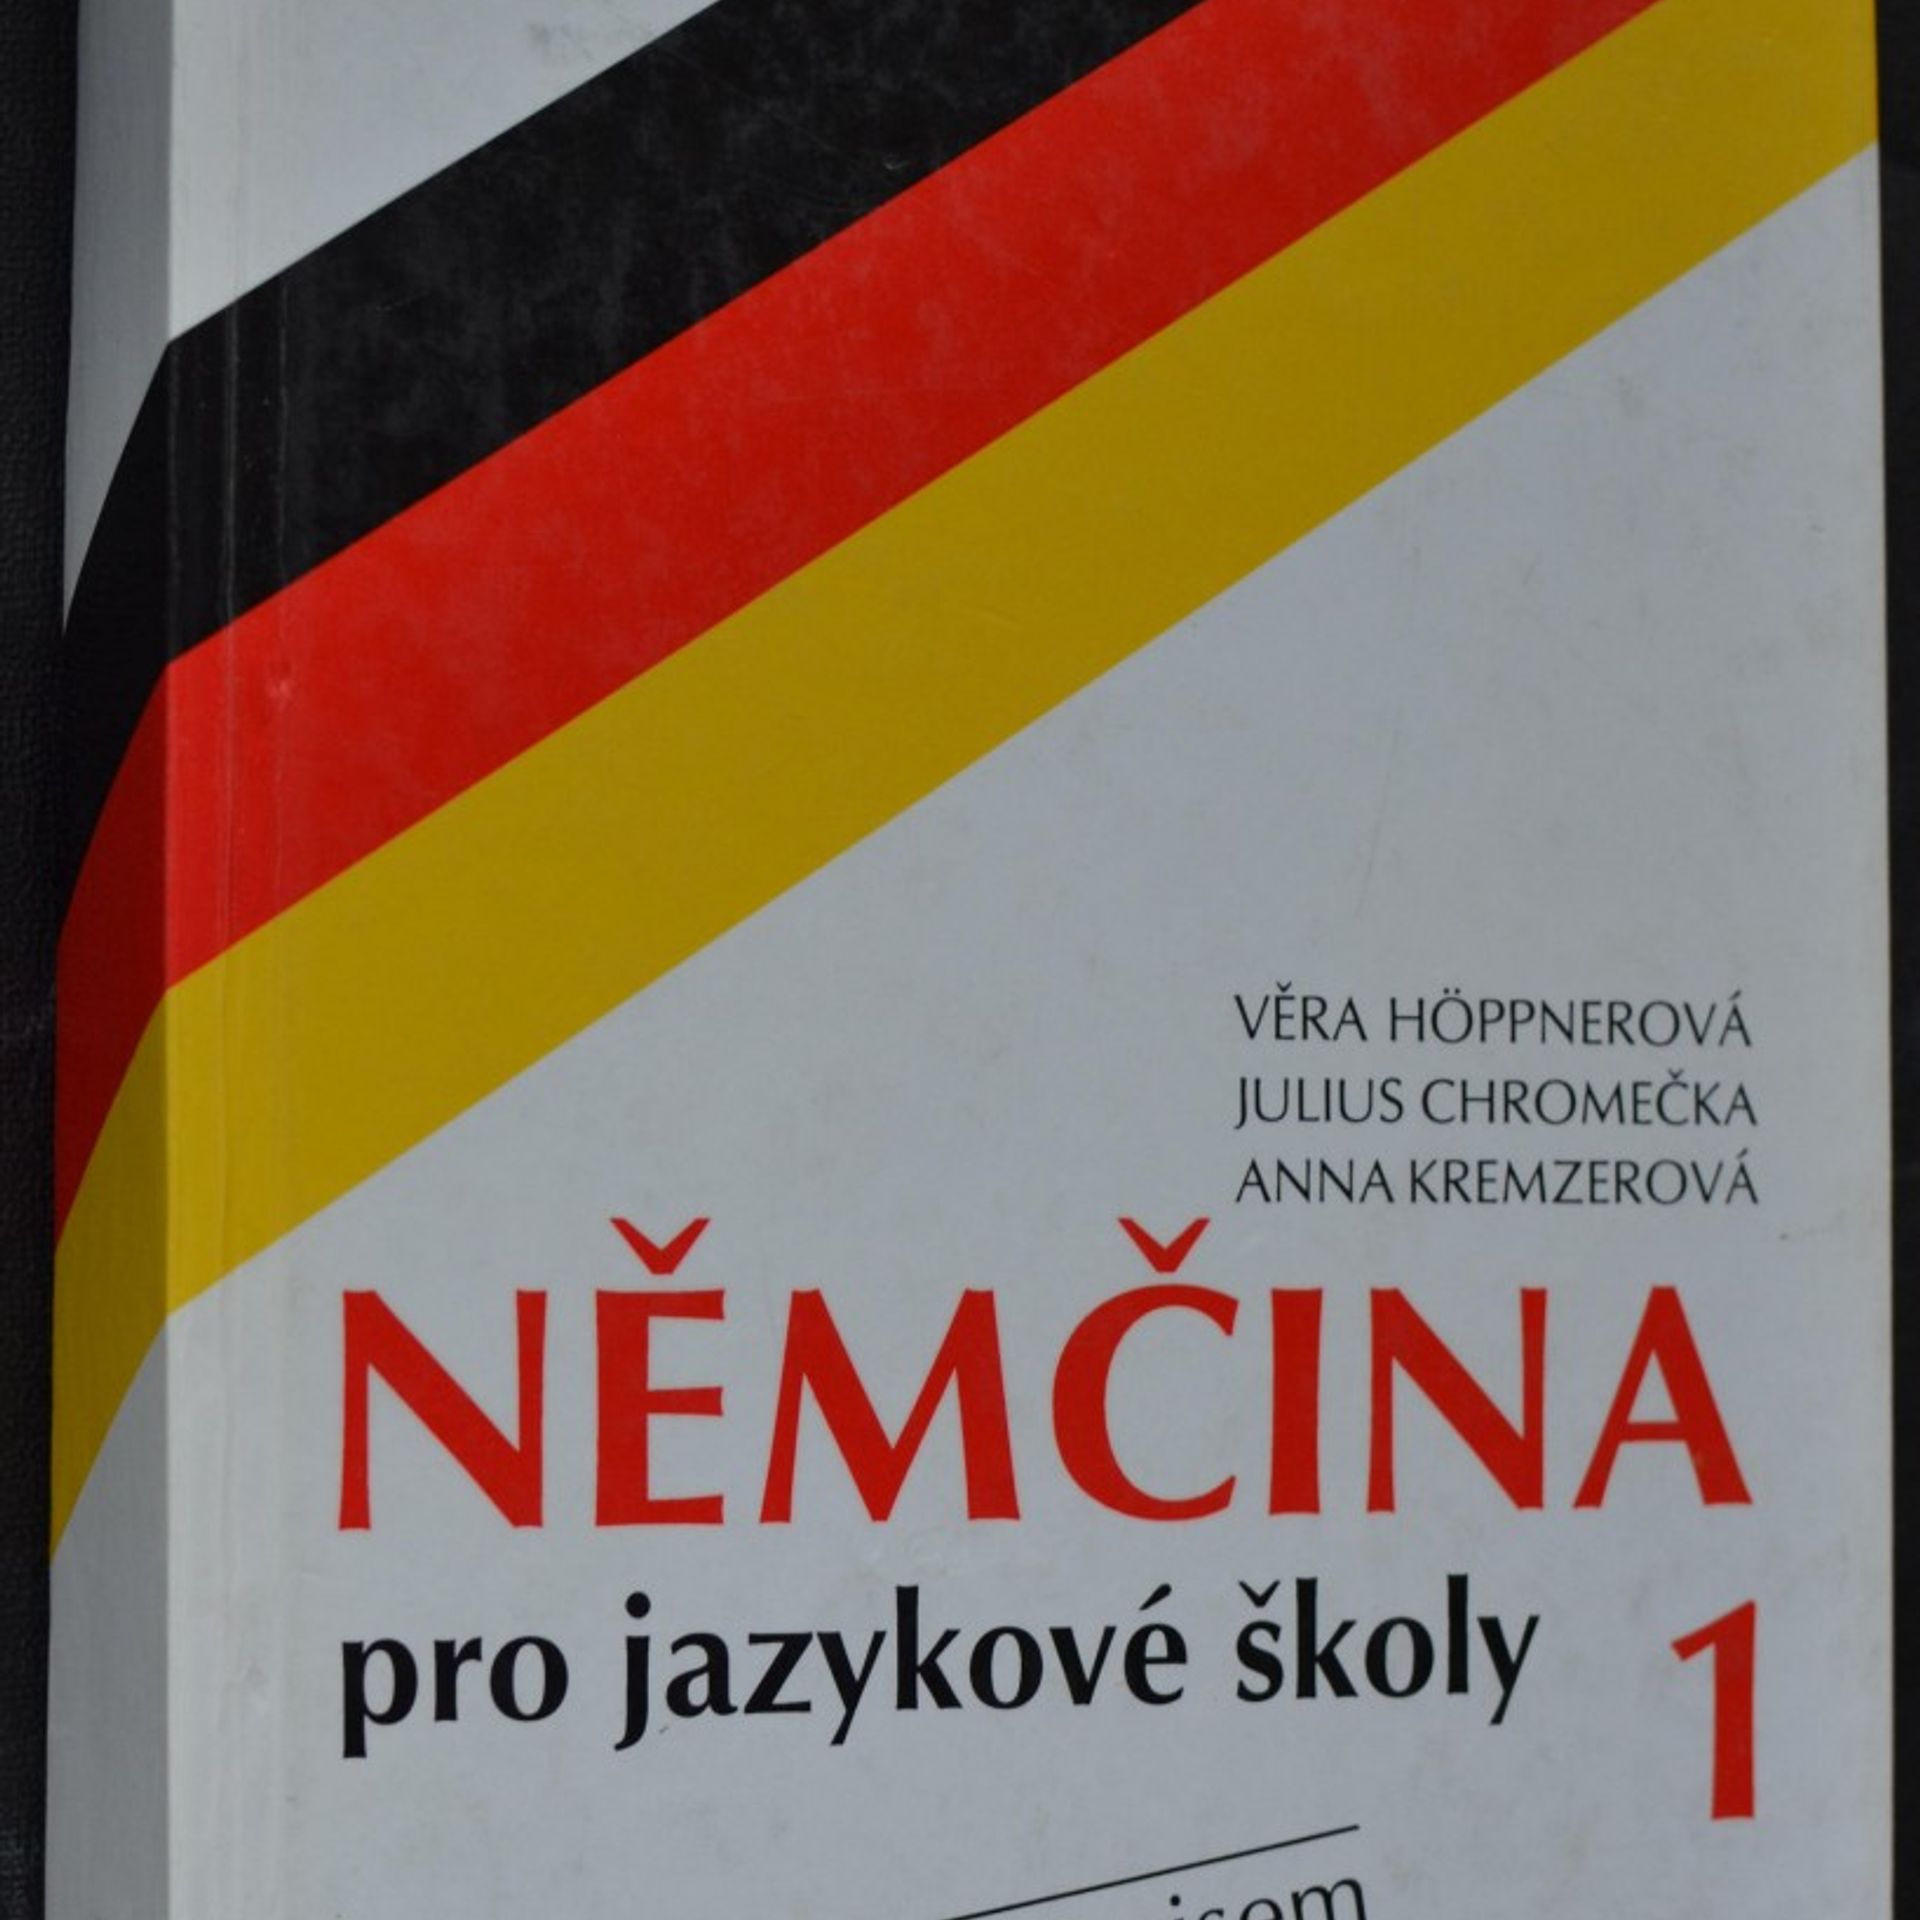 VĚRA HÖPPNEROVÁ
JULIUS CHROMEČKA
ANNA KREMZEROVÁ
NĚMČINA
pro jazykové školy
1